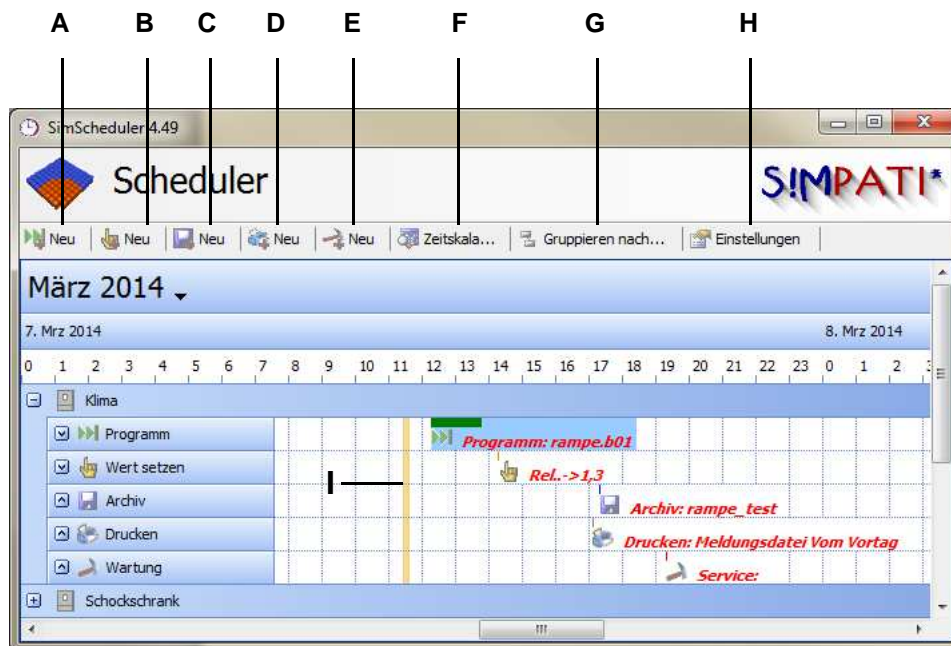 A B C D E F G H
SimScheduler 4.49
Scheduler
S!MPATI*
Neu Neu Neu Neu Neu Zeitskala... Gruppieren nach... Einstellungen
März 2014
7. Mrz 2014 8. Mrz 2014
0 1 2 3 4 5 6 7 8 9 10 11 12 13 14 15 16 17 18 19 20 21 22 23 0 1 2 3
Klima
Programm Programm: rampe.b01
Wert setzen Rel..->1,3
I
Archiv Archiv: rampe_test
Drucken Drucken: Meldungsdatei Vom Vortag
Wartung Service:
Schockschrank